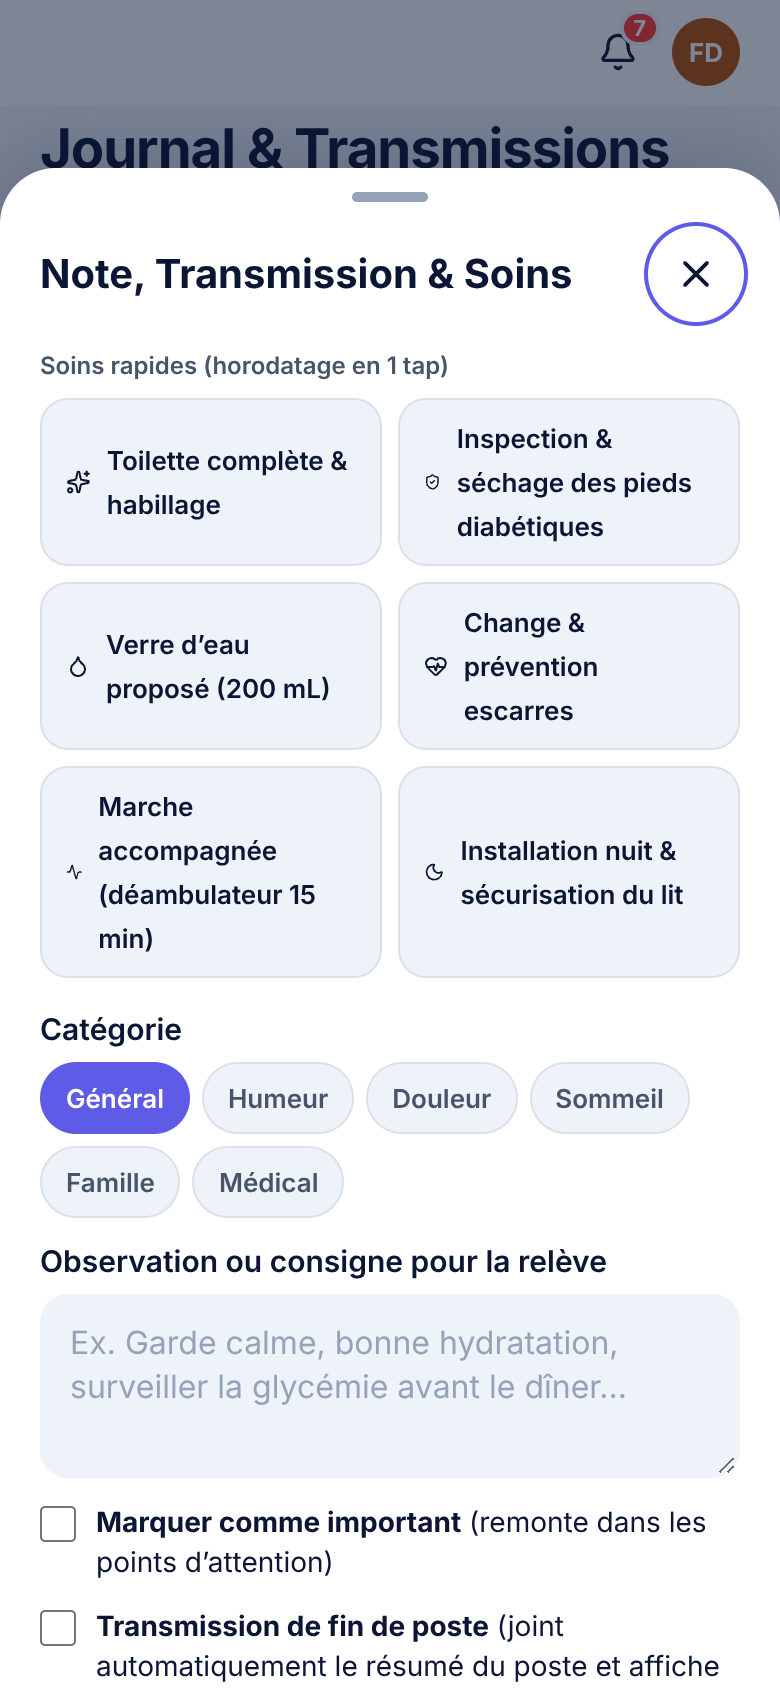 7
FD
Journal & Transmissions
Note, Transmission & Soins
Soins rapides (horodatage en 1 tap)
Toilette complète &
habillage
Inspection &
séchage des pieds
diabétiques
Verre d’eau
proposé (200 mL)
Change &
prévention
escarres
Marche
accompagnée
(déambulateur 15
min)
Installation nuit &
sécurisation du lit
Catégorie
Général
Humeur
Douleur
Sommeil
Famille
Médical
Observation ou consigne pour la relève
Ex. Garde calme, bonne hydratation,
surveiller la glycémie avant le dîner...
Marquer comme important (remonte dans les
points d’attention)
Transmission de fin de poste (joint
automatiquement le résumé du poste et affiche